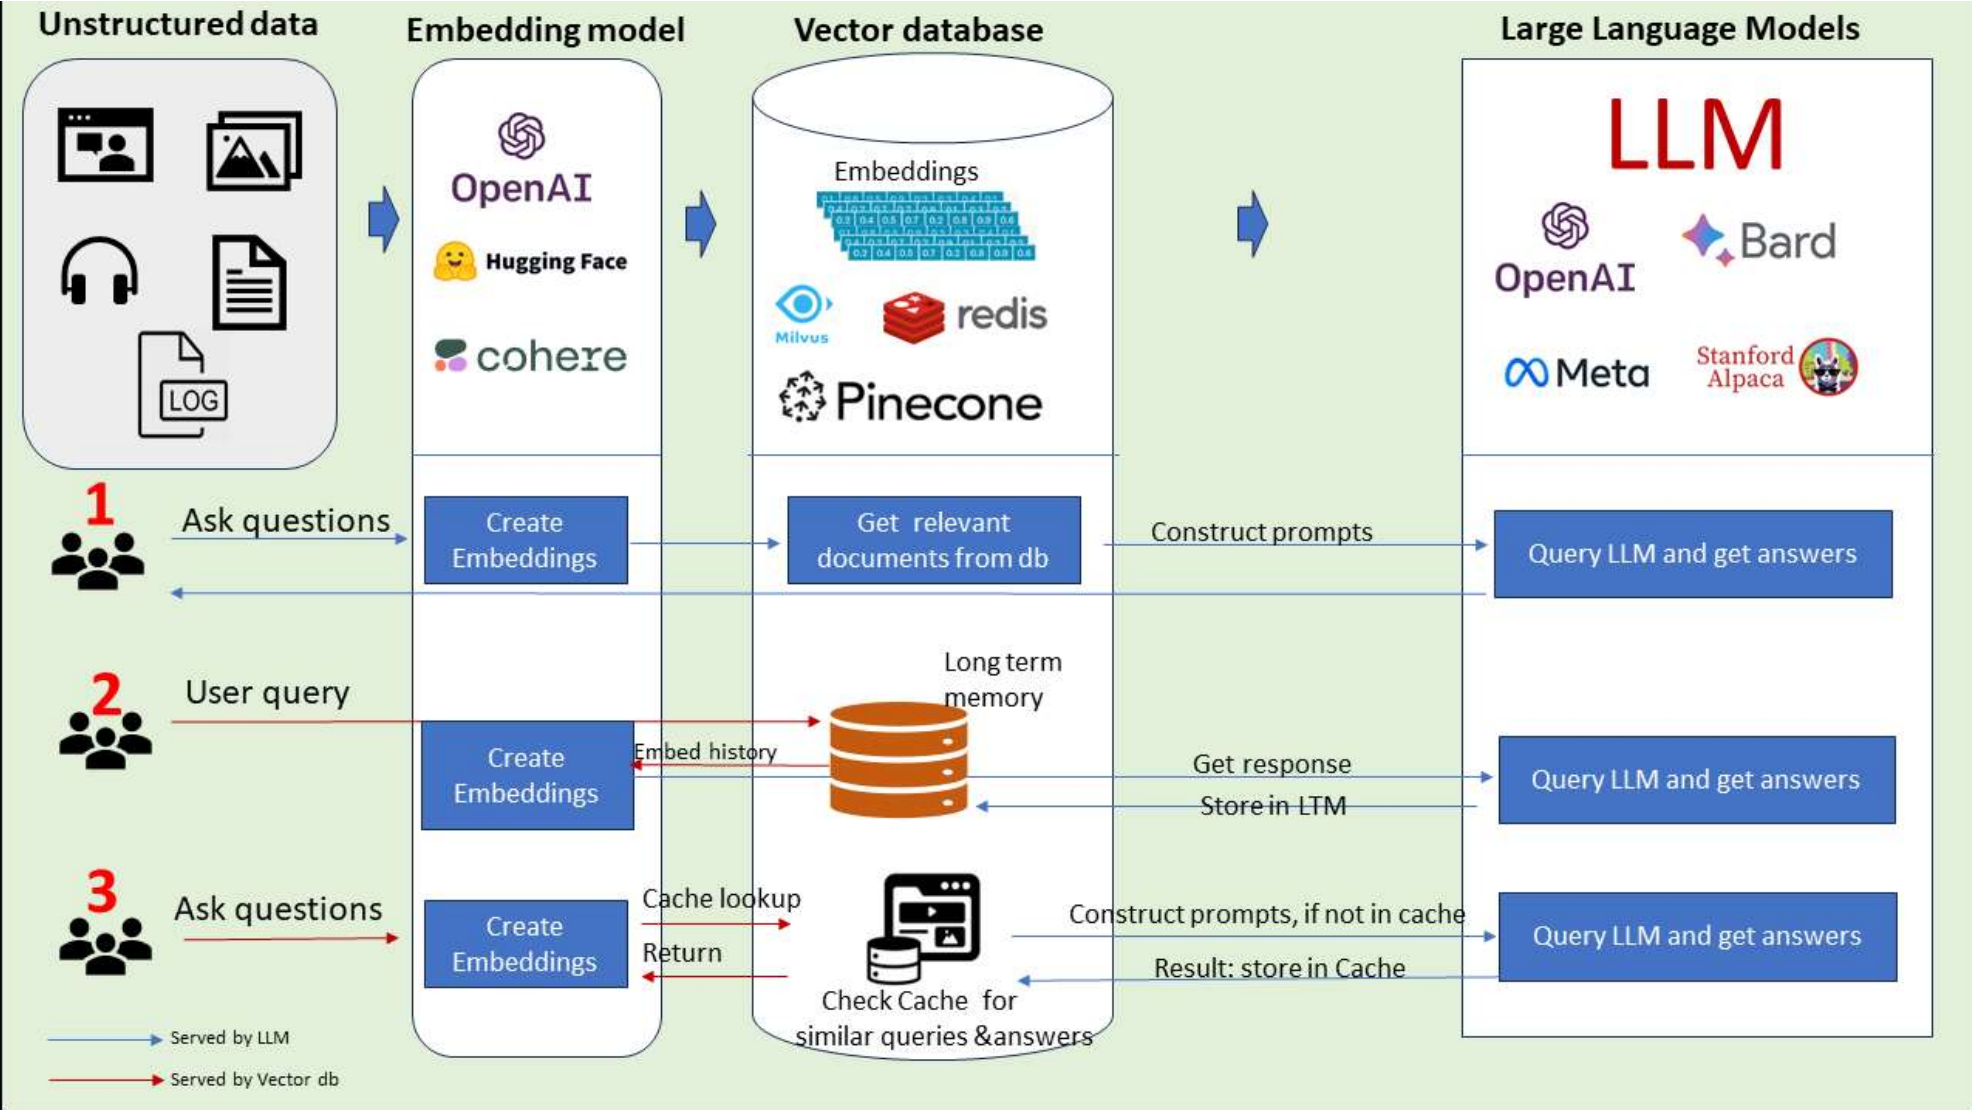 Unstructured data
Embedding model
Vector database
Large Language Models
LOG
OpenAI
Hugging Face
cohere
Embeddings
Milvus
redis
Pinecone
LLM
OpenAI
Bard
Meta
Stanford
Alpaca
1
Ask questions
Create
Embeddings
Get relevant
documents from db
Construct prompts
Query LLM and get answers
2
User query
Create
Embeddings
Embed history
Long term
memory
Get response
Store in LTM
Query LLM and get answers
3
Ask questions
Create
Embeddings
Cache lookup
Return
Check Cache for
similar queries &answers
Construct prompts, if not in cache
Result: store in Cache
Query LLM and get answers
Served by LLM
Served by Vector db